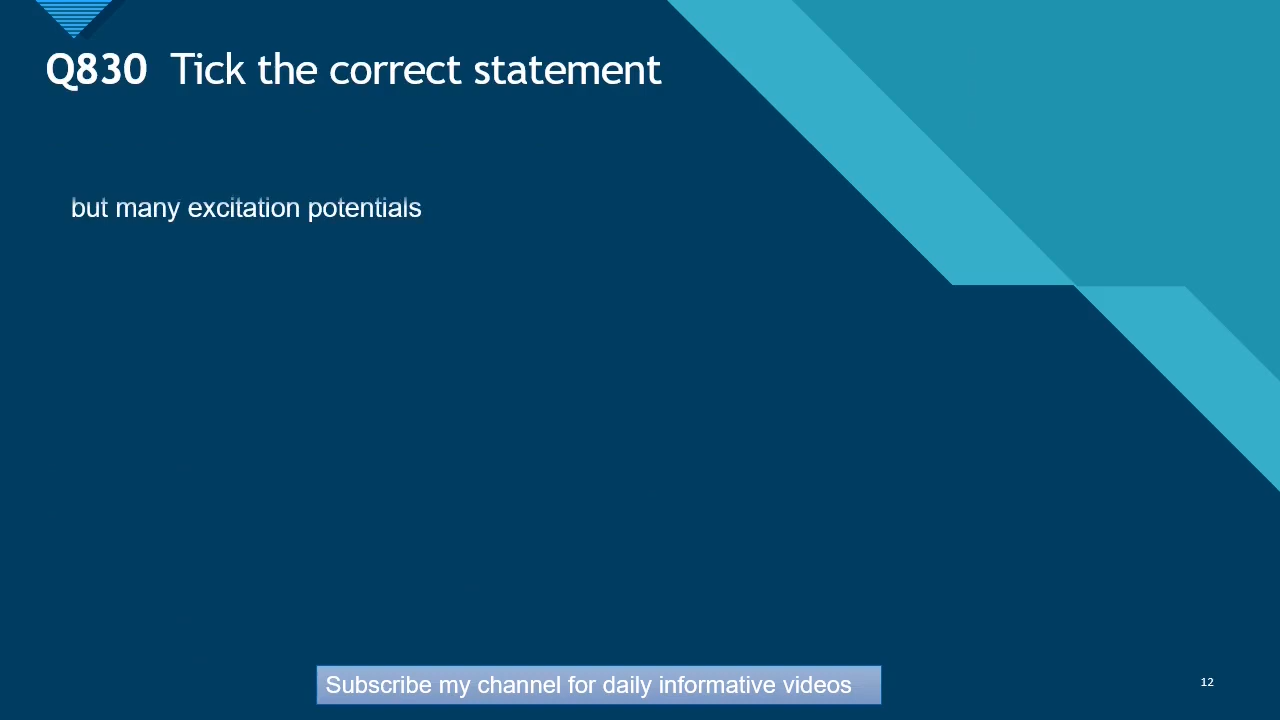 Q830 Tick the correct statement
but many excitation potentials
Subscribe my channel for daily informative videos
12